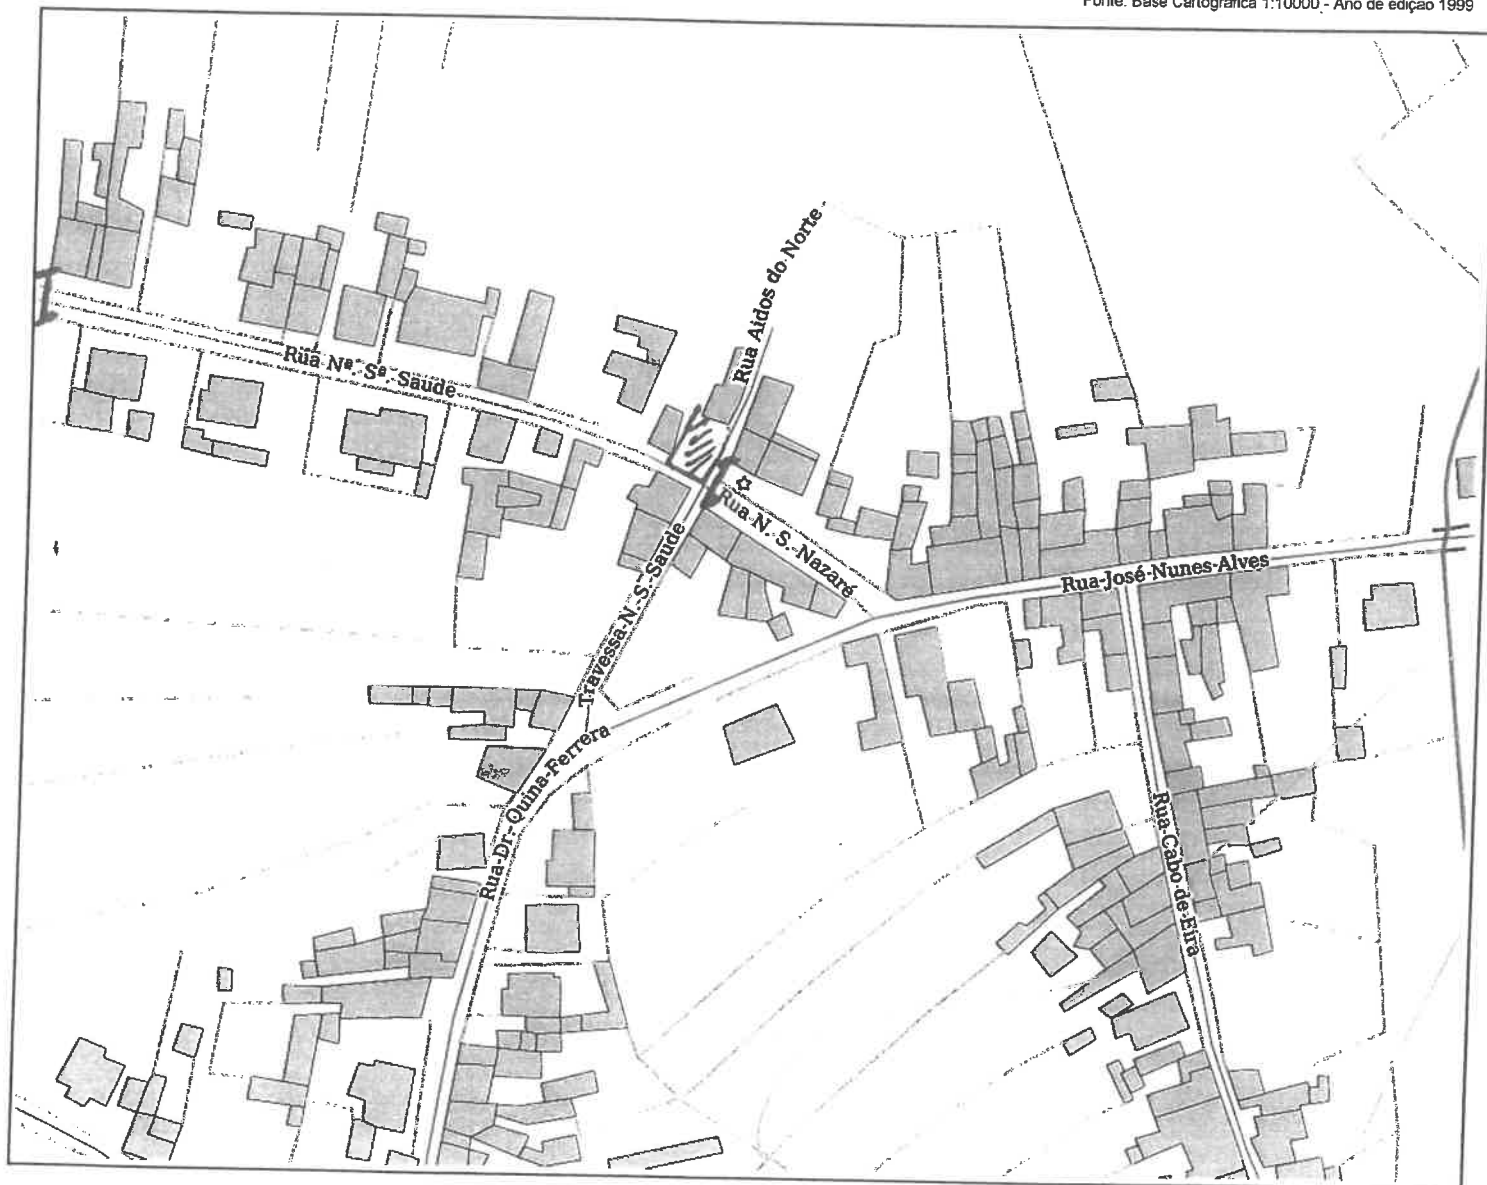 Fonte: Base Cartográfica 1:10000 - Ano de edição 1999
Rua Aidos do Norte
Rua Nª. Sª. Saude
Rua N. S. Nazaré
Travessa N. S. Saude
Rua José Nunes Alves
Rua Dr. Quina Ferrera
Rua Cabo de Eira